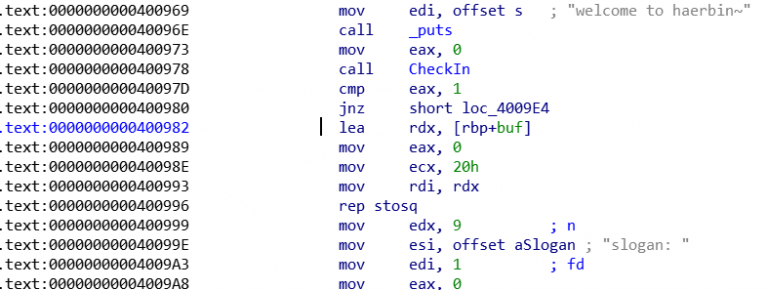 .text:0000000000400969 mov edi, offset s ; "welcome to haerbin~"
.text:000000000040096E call _puts
.text:0000000000400973 mov eax, 0
.text:0000000000400978 call CheckIn
.text:000000000040097D cmp eax, 1
.text:0000000000400980 jnz short loc_4009E4
.text:0000000000400982 lea rdx, [rbp+buf]
.text:0000000000400989 mov eax, 0
.text:000000000040098E mov ecx, 20h
.text:0000000000400993 mov rdi, rdx
.text:0000000000400996 rep stosq
.text:0000000000400999 mov edx, 9 ; n
.text:000000000040099E mov esi, offset aSlogan ; "slogan: "
.text:00000000004009A3 mov edi, 1 ; fd
.text:00000000004009A8 mov eax, 0